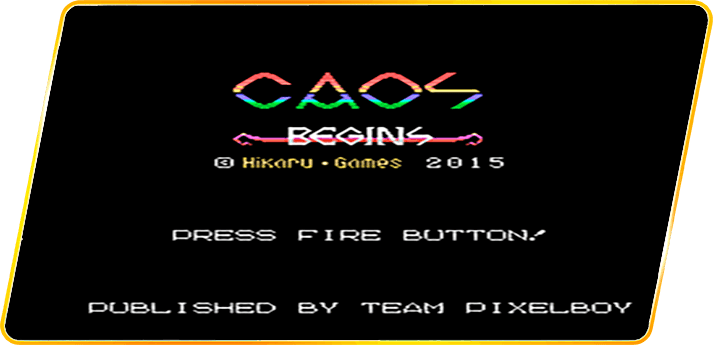 CAOS
BEGINS
© Hikaru • Games 2015
PRESS FIRE BUTTON!
PUBLISHED BY TEAM PIXELBOY